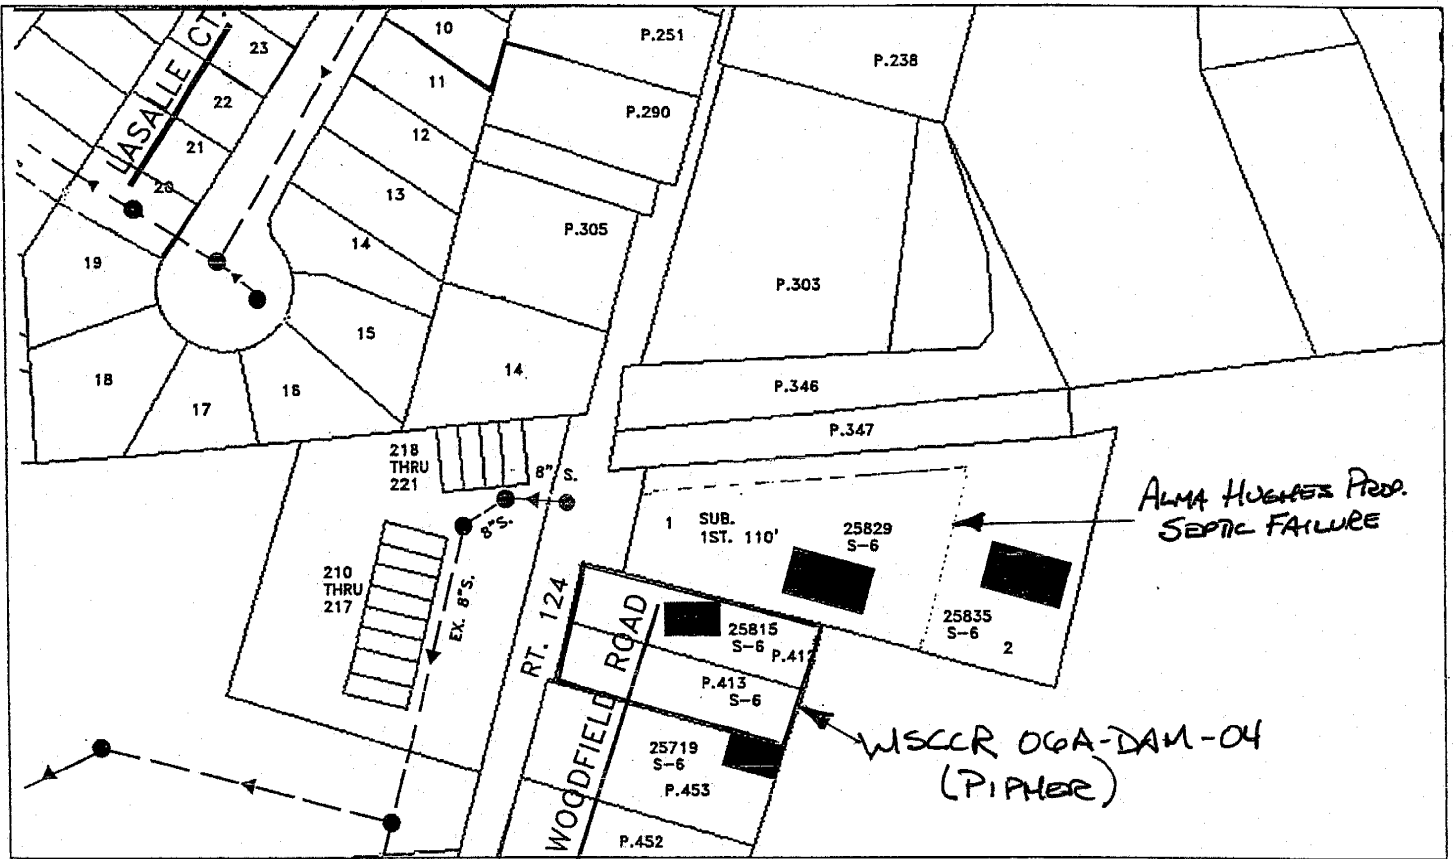 LASALLE CT.
23
22
21
20
19
18
17
16
15
14
13
12
11
10
P.251
P.290
P.305
14
P.238
P.303
P.346
P.347
218
THRU
221
8" S.
8"S.
EX. 8"S.
210
THRU
217
RT. 124
WOODFIELD ROAD
1
SUB.
1ST. 110'
25829
S-6
25835
S-6
2
25815
S-6
P.412
P.413
S-6
25719
S-6
P.453
P.452
ALMA HUGHES PROP.
SEPTIC FAILURE
WSCCR 06A-DAM-04
(PIPHER)